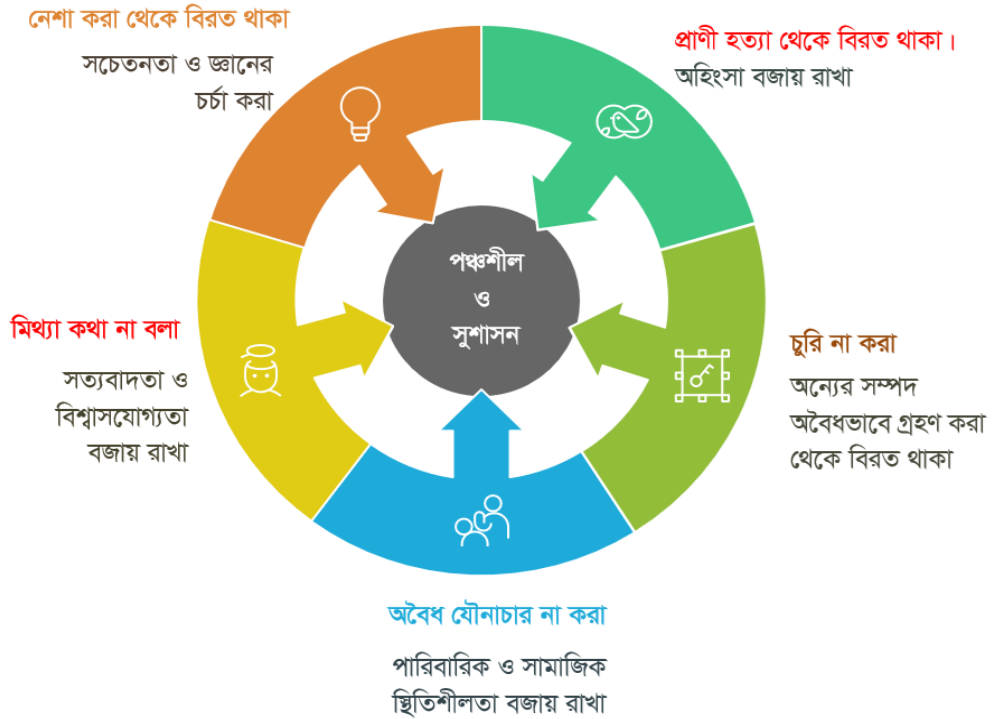 নেশা করা থেকে বিরত থাকা
সচেতনতা ও জ্ঞানের
চর্চা করা
প্রাণী হত্যা থেকে বিরত থাকা।
অহিংসা বজায় রাখা
পঞ্চশীল
ও
সুশাসন
মিথ্যা কথা না বলা
সত্যবাদতা ও
বিশ্বাসযোগ্যতা
বজায় রাখা
চুরি না করা
অন্যের সম্পদ
অবৈধভাবে গ্রহণ করা
থেকে বিরত থাকা
অবৈধ যৌনাচার না করা
পারিবারিক ও সামাজিক
স্থিতিশীলতা বজায় রাখা